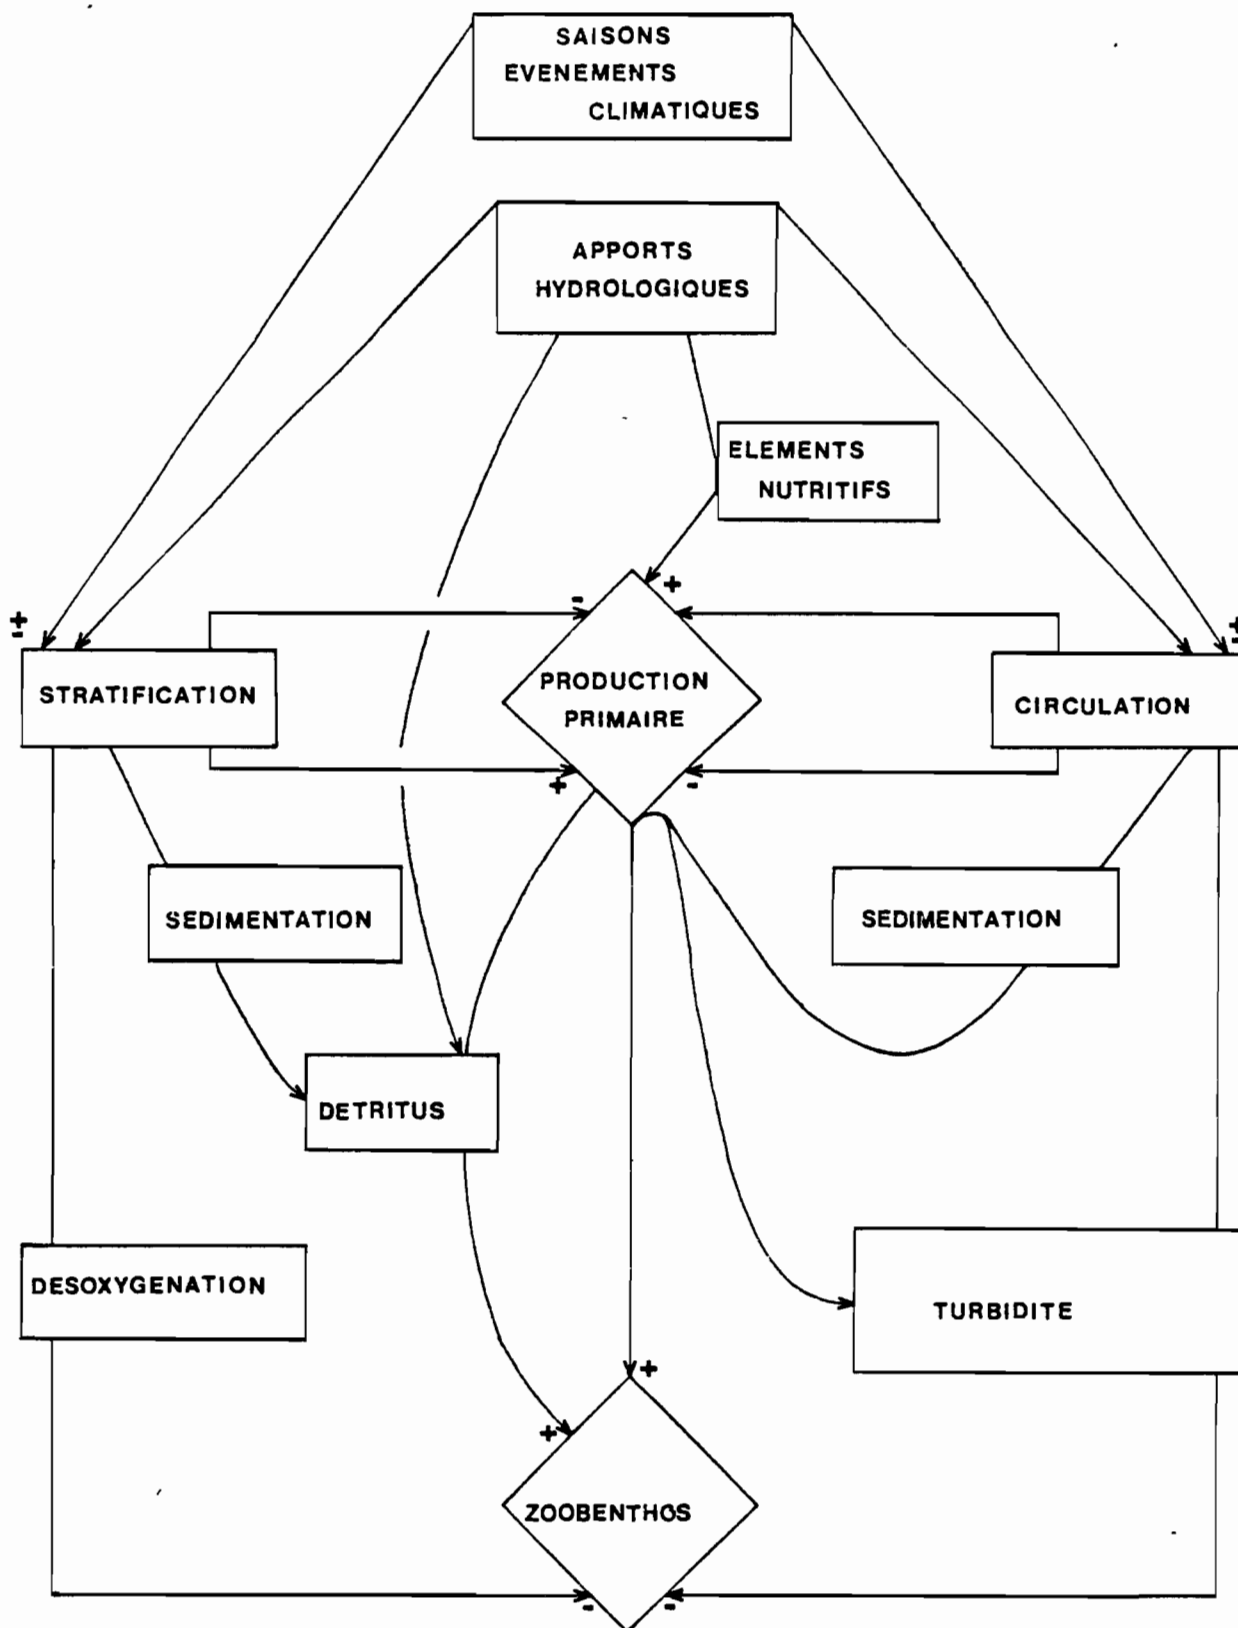 SAISONS
EVENEMENTS
CLIMATIQUES
APPORTS
HYDROLOGIQUES
ELEMENTS
NUTRITIFS
-
+
±
±
STRATIFICATION
PRODUCTION
PRIMAIRE
CIRCULATION
+
-
SEDIMENTATION
SEDIMENTATION
DETRITUS
DESOXYGENATION
TURBIDITE
+
+
ZOOBENTHOS
-
-